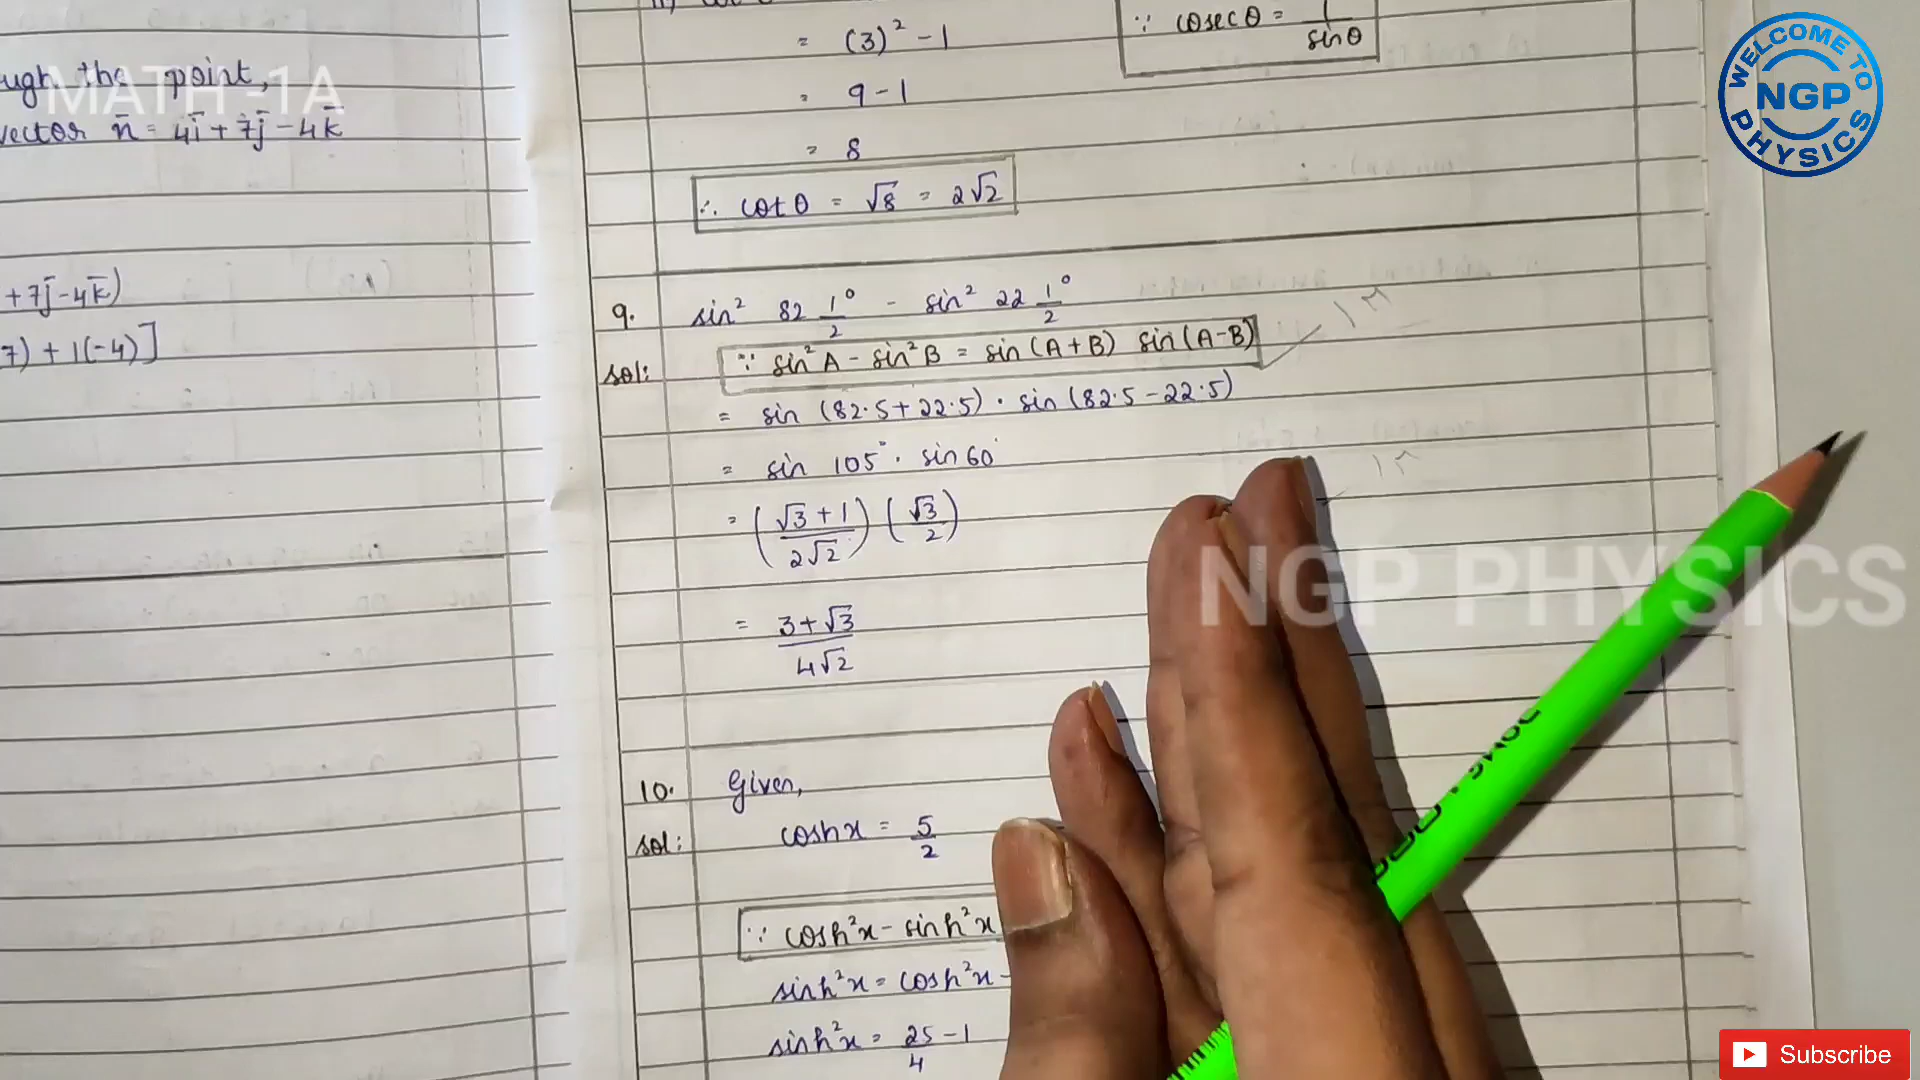 ugh the point,
vector n̄ = 4ī + 7j̄ - 4k̄
+ 7j̄ - 4k̄)
7) + 1(-4)]
MATH -1A
= (3)² - 1
∵ cosec θ = 1/sin θ
= 9 - 1
= 8
∴ cot θ = √8 = 2√2
9. sin² 82 1/2° - sin² 22 1/2°
sol: ∵ sin²A - sin²B = sin(A+B) sin(A-B)
= sin (82.5 + 22.5) · sin (82.5 - 22.5)
= sin 105° · sin 60
= (√3 + 1 / 2√2) (√3 / 2)
= 3 + √3 / 4√2
10. Given,
sol: coshx = 5/2
∵ cosh²x - sinh²x
sinh²x = cosh²x -
sinh²x = 25/4 - 1
WELCOME TO
NGP
PHYSICS
NGP PHYSICS
DOMS
Subscribe